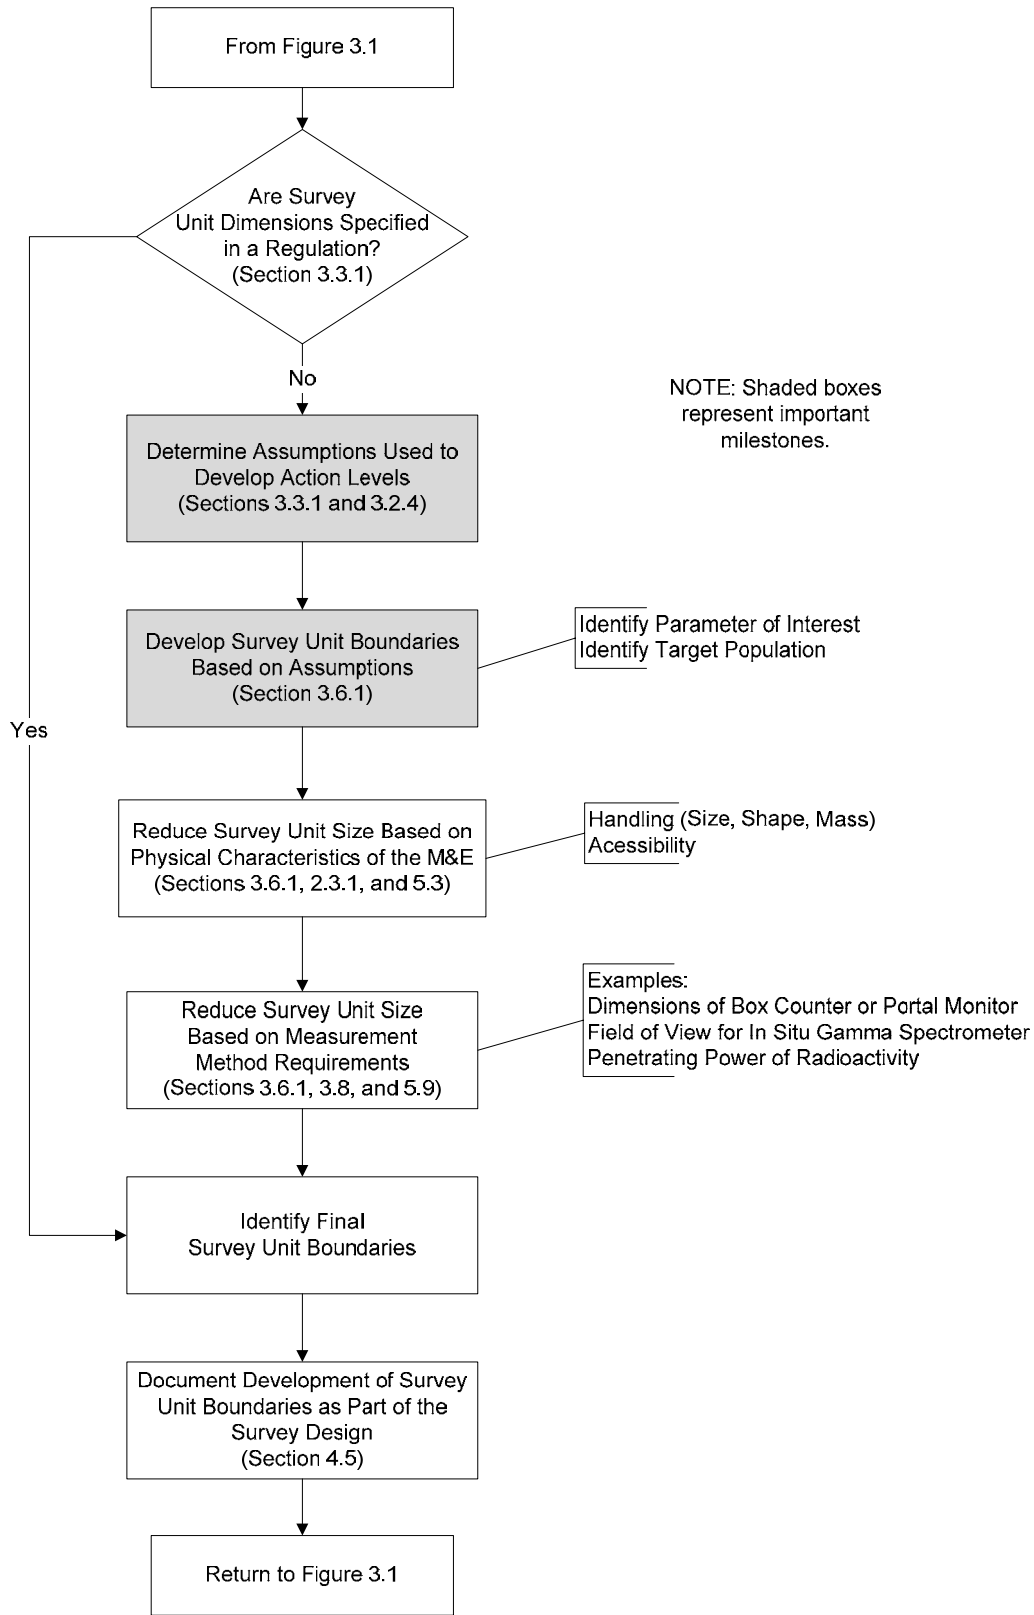 From Figure 3.1
Are Survey
Unit Dimensions Specified
in a Regulation?
(Section 3.3.1)
No
NOTE: Shaded boxes
represent important
milestones.
Determine Assumptions Used to
Develop Action Levels
(Sections 3.3.1 and 3.2.4)
Develop Survey Unit Boundaries
Based on Assumptions
(Section 3.6.1)
Identify Parameter of Interest
Identify Target Population
Yes
Reduce Survey Unit Size Based on
Physical Characteristics of the M&E
(Sections 3.6.1, 2.3.1, and 5.3)
Handling (Size, Shape, Mass)
Acessibility
Reduce Survey Unit Size
Based on Measurement
Method Requirements
(Sections 3.6.1, 3.8, and 5.9)
Examples:
Dimensions of Box Counter or Portal Monitor
Field of View for In Situ Gamma Spectrometer
Penetrating Power of Radioactivity
Identify Final
Survey Unit Boundaries
Document Development of Survey
Unit Boundaries as Part of the
Survey Design
(Section 4.5)
Return to Figure 3.1